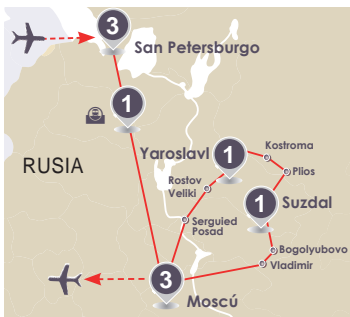 3
San Petersburgo
1
RUSIA
Yaroslavl
1
Kostroma
Plios
Rostov
Veliki
1
Suzdal
Serguied
Posad
Bogolyubovo
Vladimir
3
Moscú